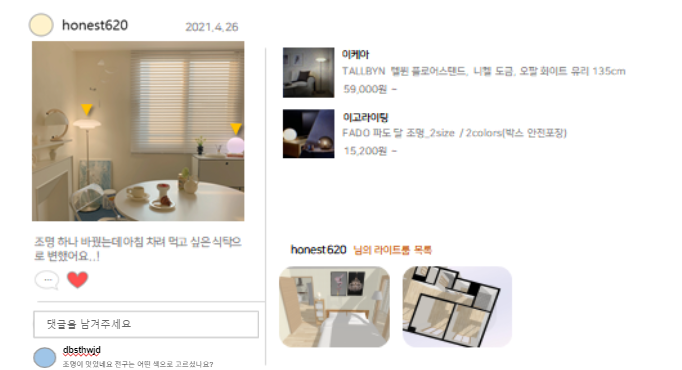 honest620
2021.4.26
조명 하나 바꿨는데 아침 차려 먹고 싶은 식탁으
로 변했어요..!
댓글을 남겨주세요
dbsthwjd
조명이 맛있네요 전구는 어떤 색으로 고르셨나요?
이케아
TALLBYN 텔뷘 플로어스탠드, 니켈 도금, 오팔 화이트 유리 135cm
59,000원 ~
이고라이팅
FADO 파도 달 조명_2size / 2colors(박스 안전포장)
15,200원 ~
honest620 님의 라이트룸 목록